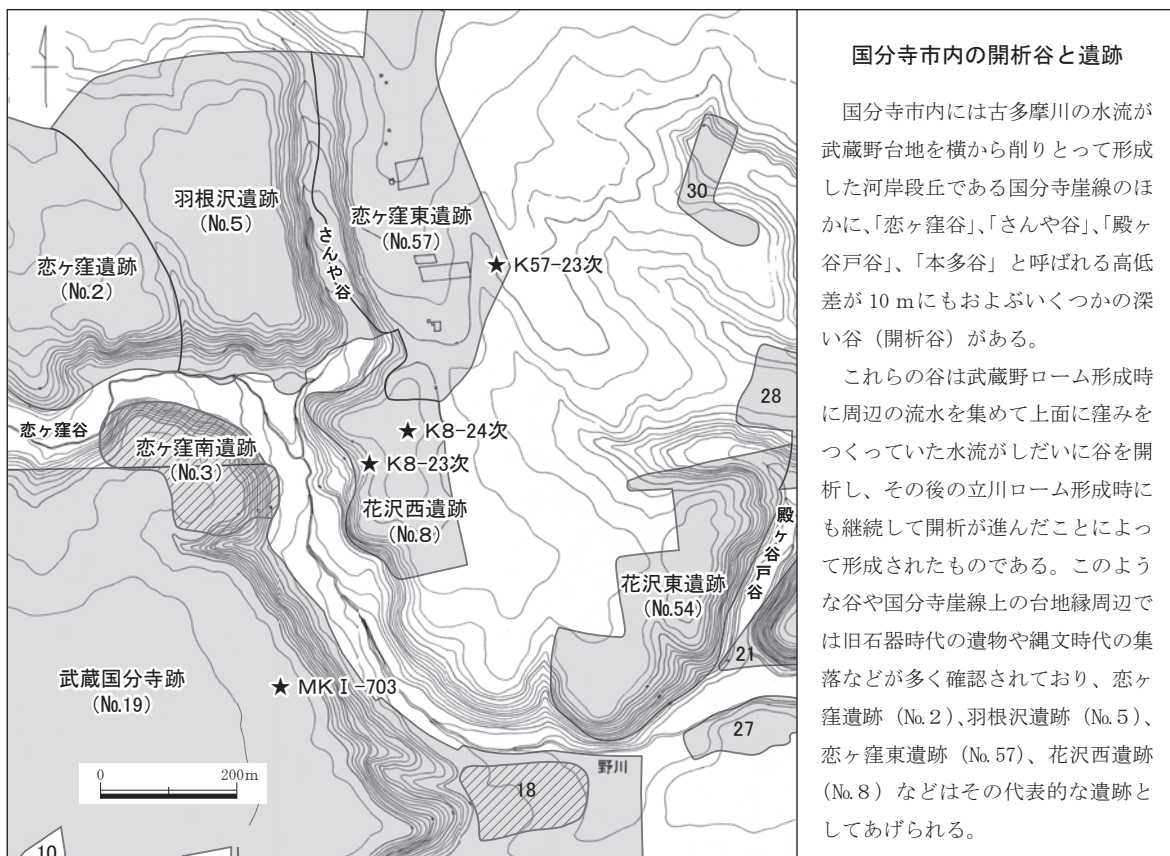 羽根沢遺跡
(No.5)
恋ヶ窪東遺跡
(No.57)
さんや谷
30
恋ヶ窪遺跡
(No.2)
★ K57-23次
28
恋ヶ窪谷
恋ヶ窪南遺跡
(No.3)
★ K8-24次
★ K8-23次
花沢西遺跡
(No.8)
殿ヶ谷戸谷
花沢東遺跡
(No.54)
21
武蔵国分寺跡
(No.19)
★ MKⅠ-703
27
0 200m
野川
18
10
国分寺市内の開析谷と遺跡
国分寺市内には古多摩川の水流が
武蔵野台地を横から削りとって形成
した河岸段丘である国分寺崖線のほ
かに、「恋ヶ窪谷」、「さんや谷」、「殿ヶ
谷戸谷」、「本多谷」と呼ばれる高低
差が 10 mにもおよぶいくつかの深
い谷（開析谷）がある。
これらの谷は武蔵野ローム形成時
に周辺の流水を集めて上面に窪みを
つくっていた水流がしだいに谷を開
析し、その後の立川ローム形成時に
も継続して開析が進んだことによっ
て形成されたものである。このよう
な谷や国分寺崖線上の台地縁周辺で
は旧石器時代の遺物や縄文時代の集
落などが多く確認されており、恋ヶ
窪遺跡（No.2）、羽根沢遺跡（No.5）、
恋ヶ窪東遺跡（No.57）、花沢西遺跡
（No.8）などはその代表的な遺跡と
してあげられる。